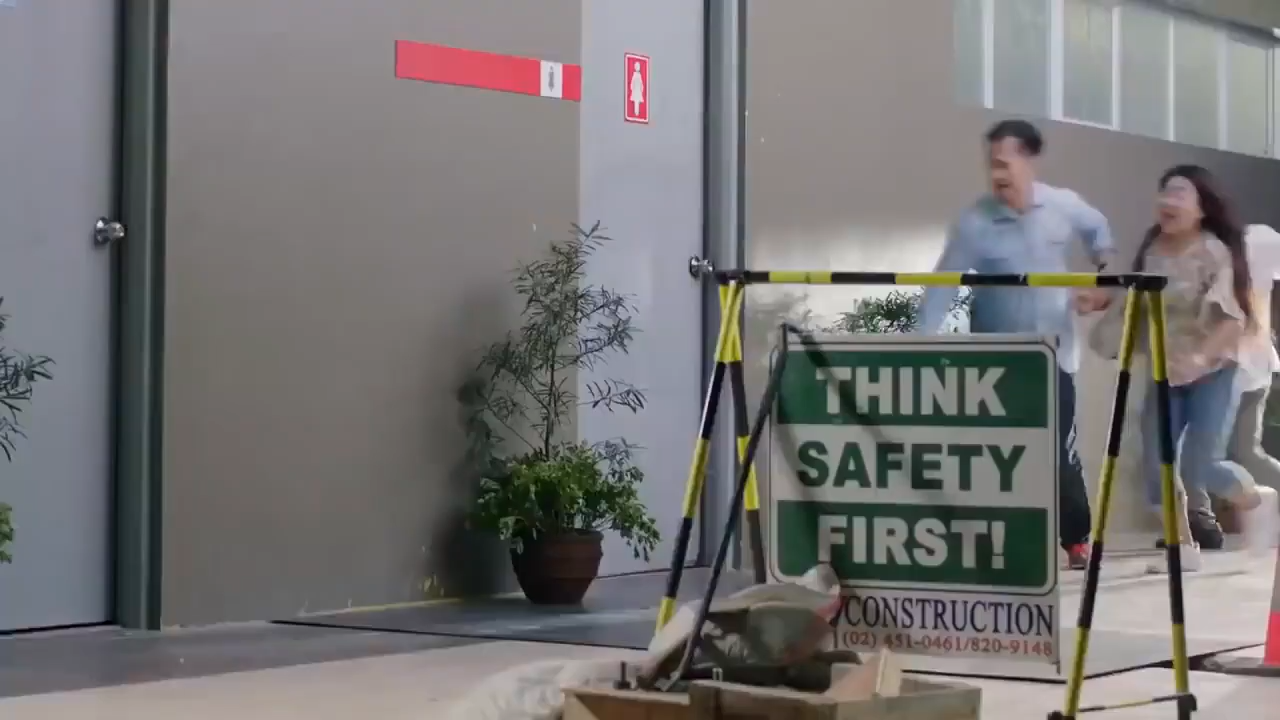 THINK
SAFETY
FIRST!
CONSTRUCTION
(02) 451-0461/820-9148